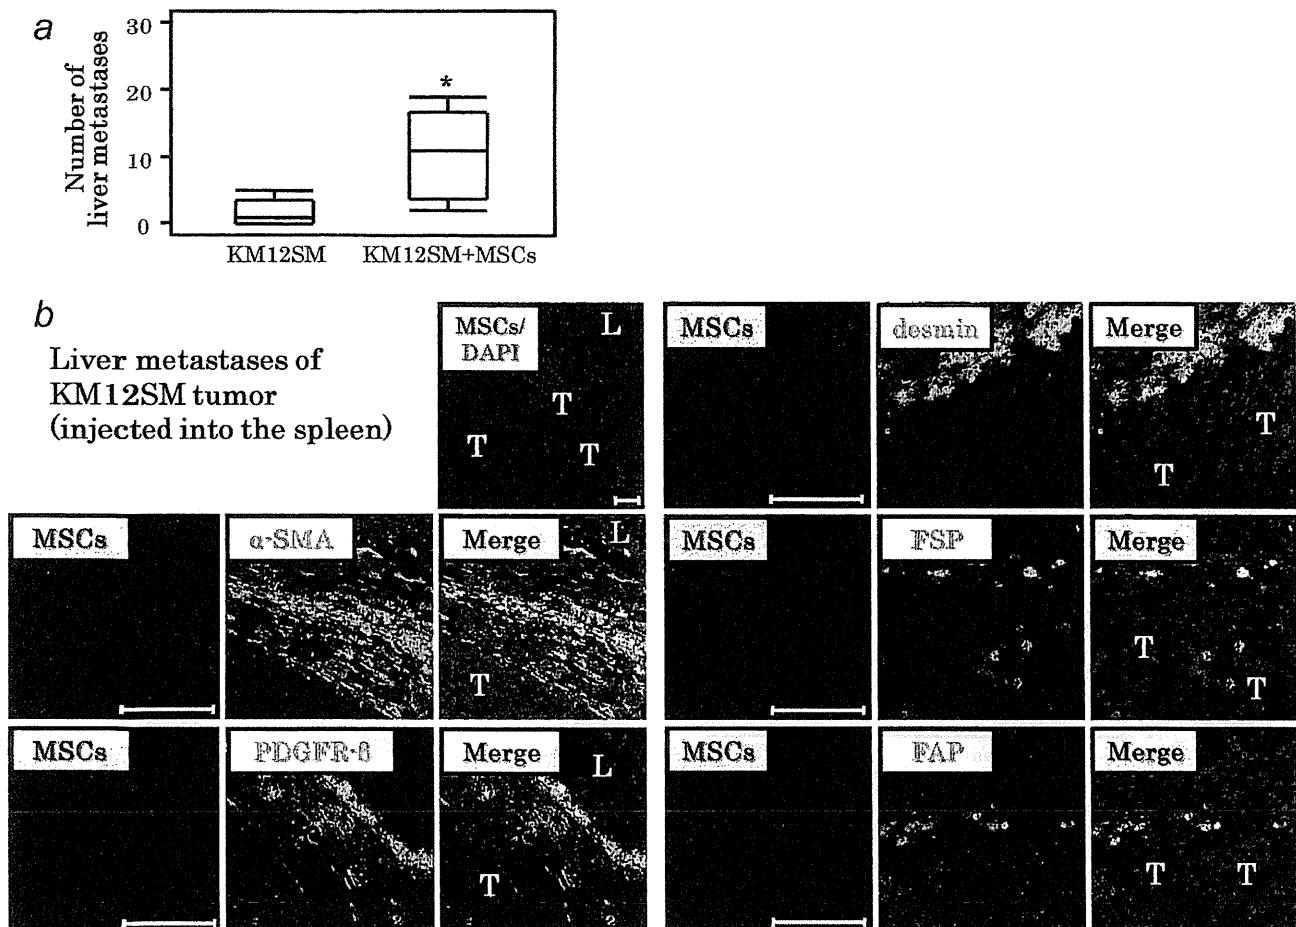 a
Number of
liver metastases
30
20
10
0
*
KM12SM
KM12SM+MSCs
b
Liver metastases of
KM12SM tumor
(injected into the spleen)
MSCs/
DAPI
L
T
T
T
MSCs
desmin
Merge
T
T
MSCs
α-SMA
Merge
L
T
MSCs
FSP
Merge
T
T
MSCs
PDGFR-β
Merge
L
T
MSCs
FAP
Merge
T
T